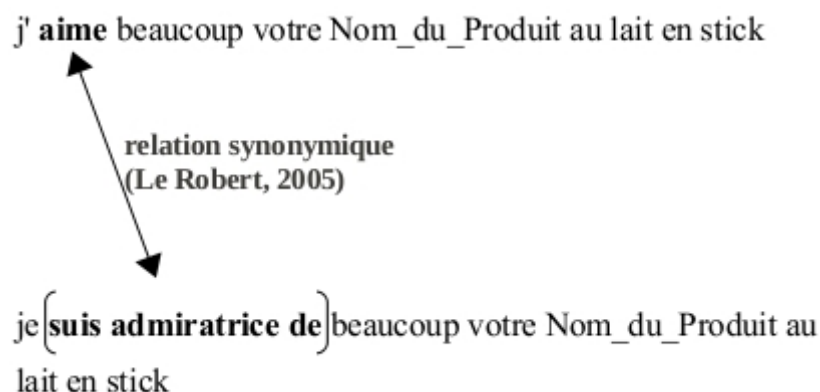 j' aime beaucoup votre Nom_du_Produit au lait en stick
relation synonymique
(Le Robert, 2005)
je(suis admiratrice de)beaucoup votre Nom_du_Produit au
lait en stick